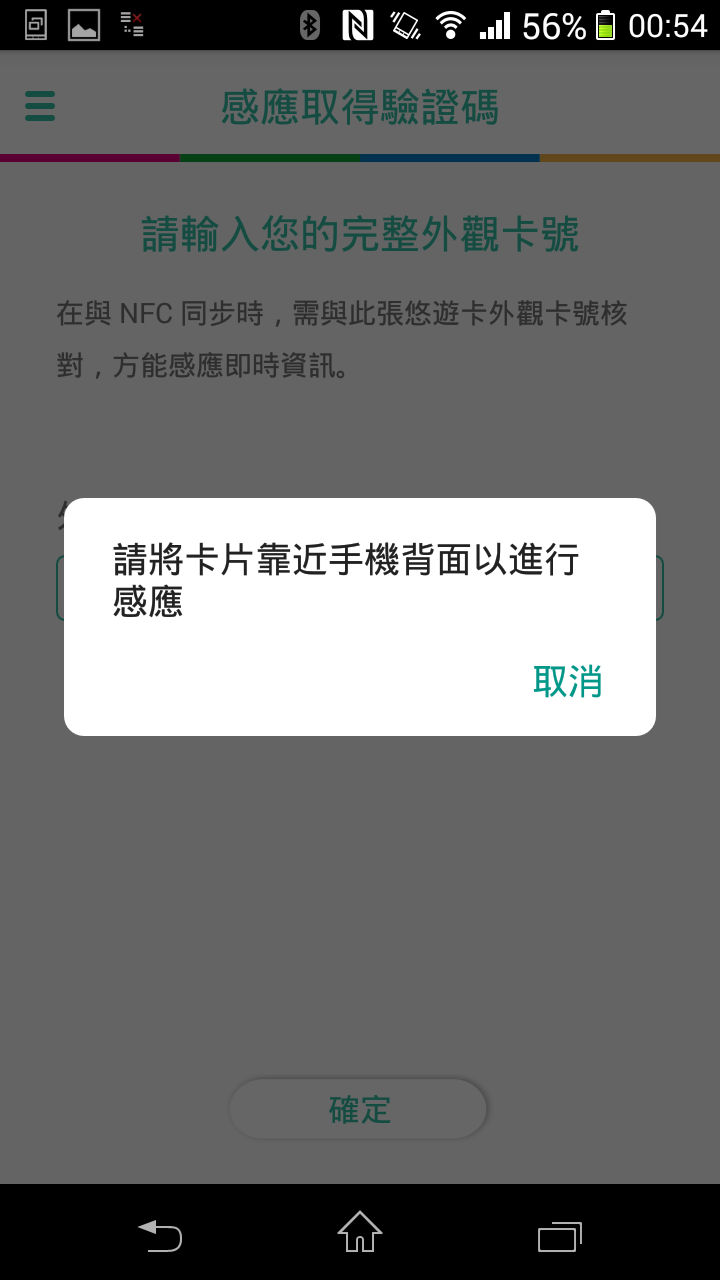 56% 00:54
感應取得驗證碼
請輸入您的完整外觀卡號
在與 NFC 同步時，需與此張悠遊卡外觀卡號核
對，方能感應即時資訊。
請將卡片靠近手機背面以進行
感應
取消
確定